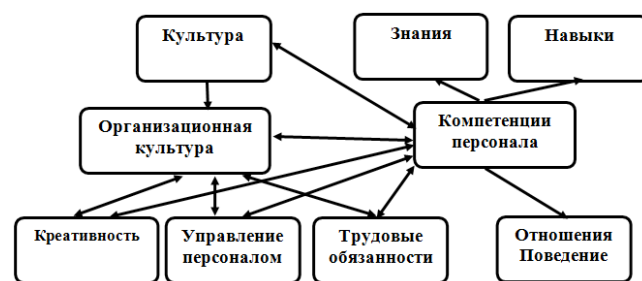 Культура
Знания
Навыки
Организационная
культура
Компетенции
персонала
Креативность
Управление
персоналом
Трудовые
обязанности
Отношения
Поведение